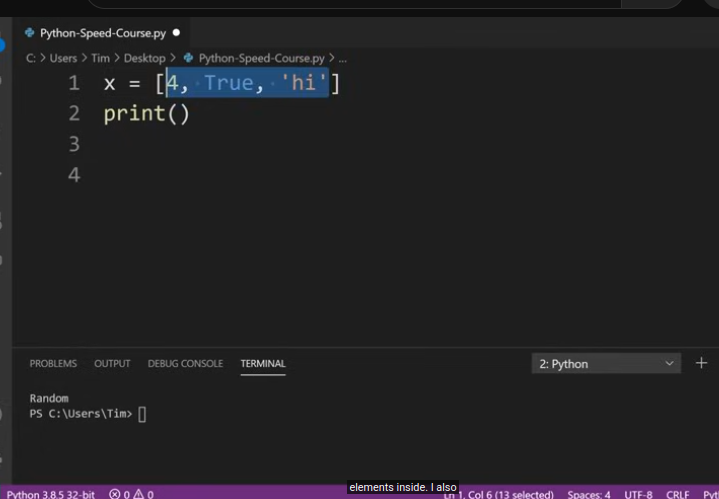 Python-Speed-Course.py
C: > Users > Tim > Desktop > Python-Speed-Course.py > ...
1 x = [4, True, 'hi']
2 print()
3
4
PROBLEMS OUTPUT DEBUG CONSOLE TERMINAL 2: Python
Random
PS C:\Users\Tim>
elements inside. I also
Python 3.8.5 32-bit 0 0 Ln 1, Col 6 (13 selected) Spaces: 4 UTF-8 CRLF Pyt